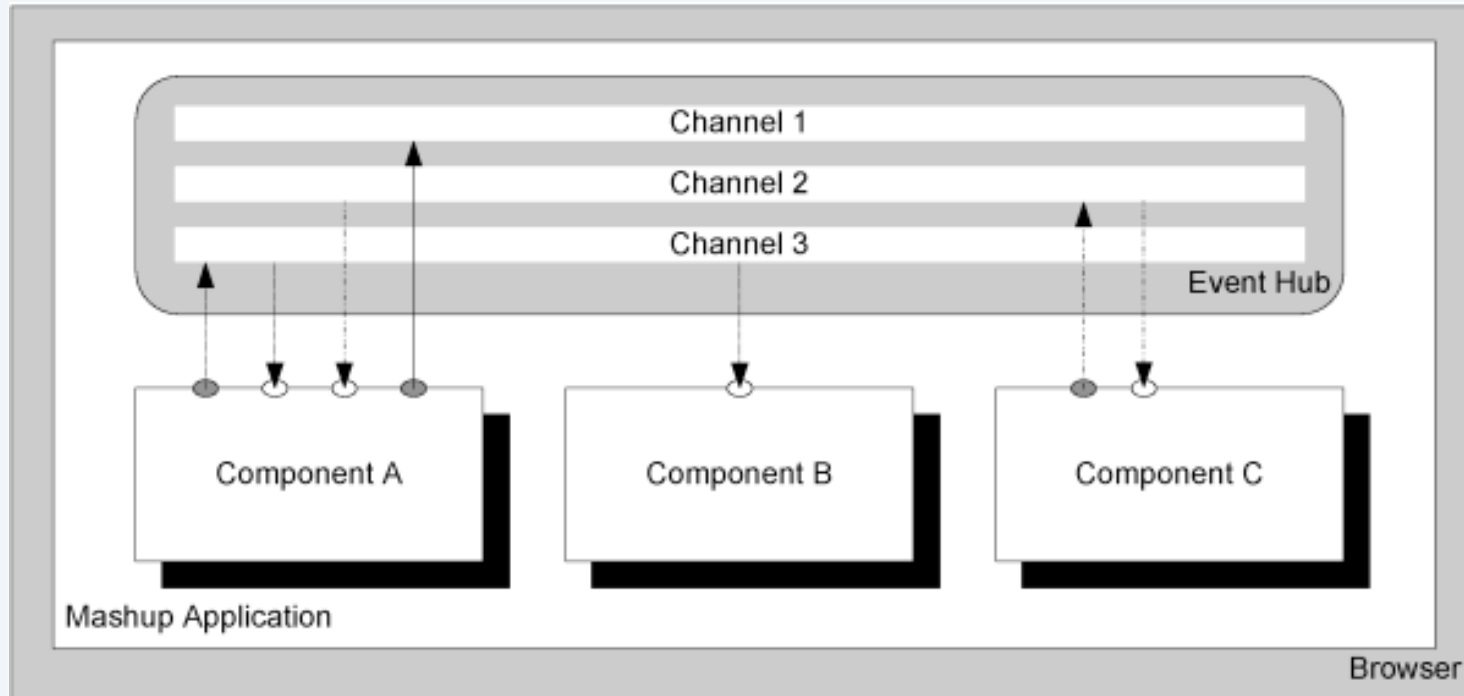 Channel 1
Channel 2
Channel 3
Event Hub
Component A
Component B
Component C
Mashup Application
Browser